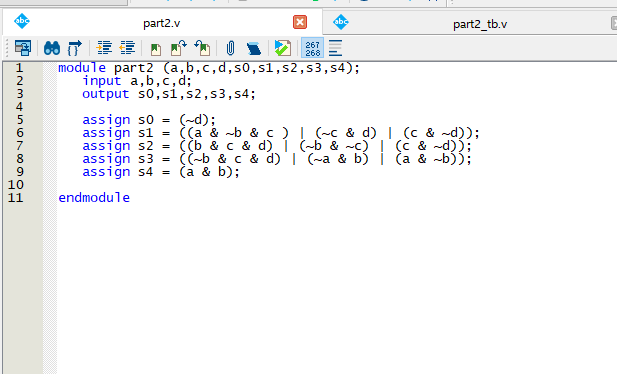 abc part2.v abc part2_tb.v
267
268
1 module part2 (a,b,c,d,s0,s1,s2,s3,s4);
2 input a,b,c,d;
3 output s0,s1,s2,s3,s4;
4
5 assign s0 = (~d);
6 assign s1 = ((a & ~b & c ) | (~c & d) | (c & ~d));
7 assign s2 = ((b & c & d) | (~b & ~c) | (c & ~d));
8 assign s3 = ((~b & c & d) | (~a & b) | (a & ~b));
9 assign s4 = (a & b);
10
11 endmodule